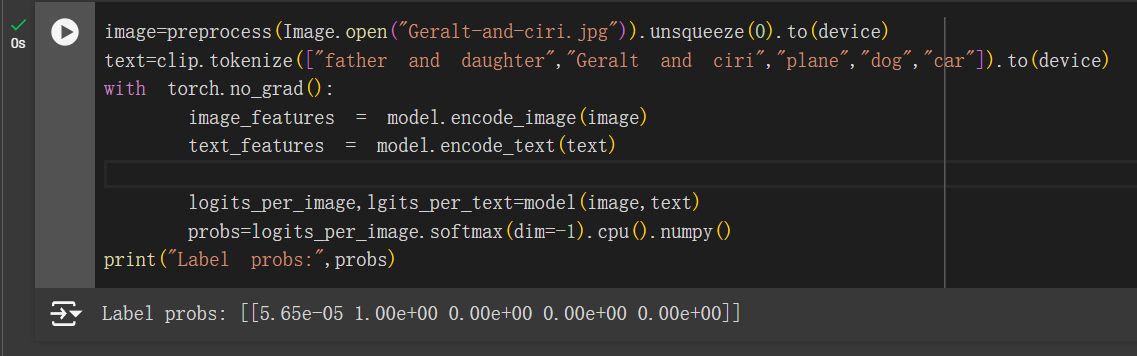 image=preprocess(Image.open("Geralt-and-ciri.jpg")).unsqueeze(0).to(device)
0s
text=clip.tokenize(["father and daughter","Geralt and ciri","plane","dog","car"]).to(device)
with torch.no_grad():
image_features = model.encode_image(image)
text_features = model.encode_text(text)
logits_per_image,lgits_per_text=model(image,text)
probs=logits_per_image.softmax(dim=-1).cpu().numpy()
print("Label probs:",probs)
Label probs: [[5.65e-05 1.00e+00 0.00e+00 0.00e+00 0.00e+00]]